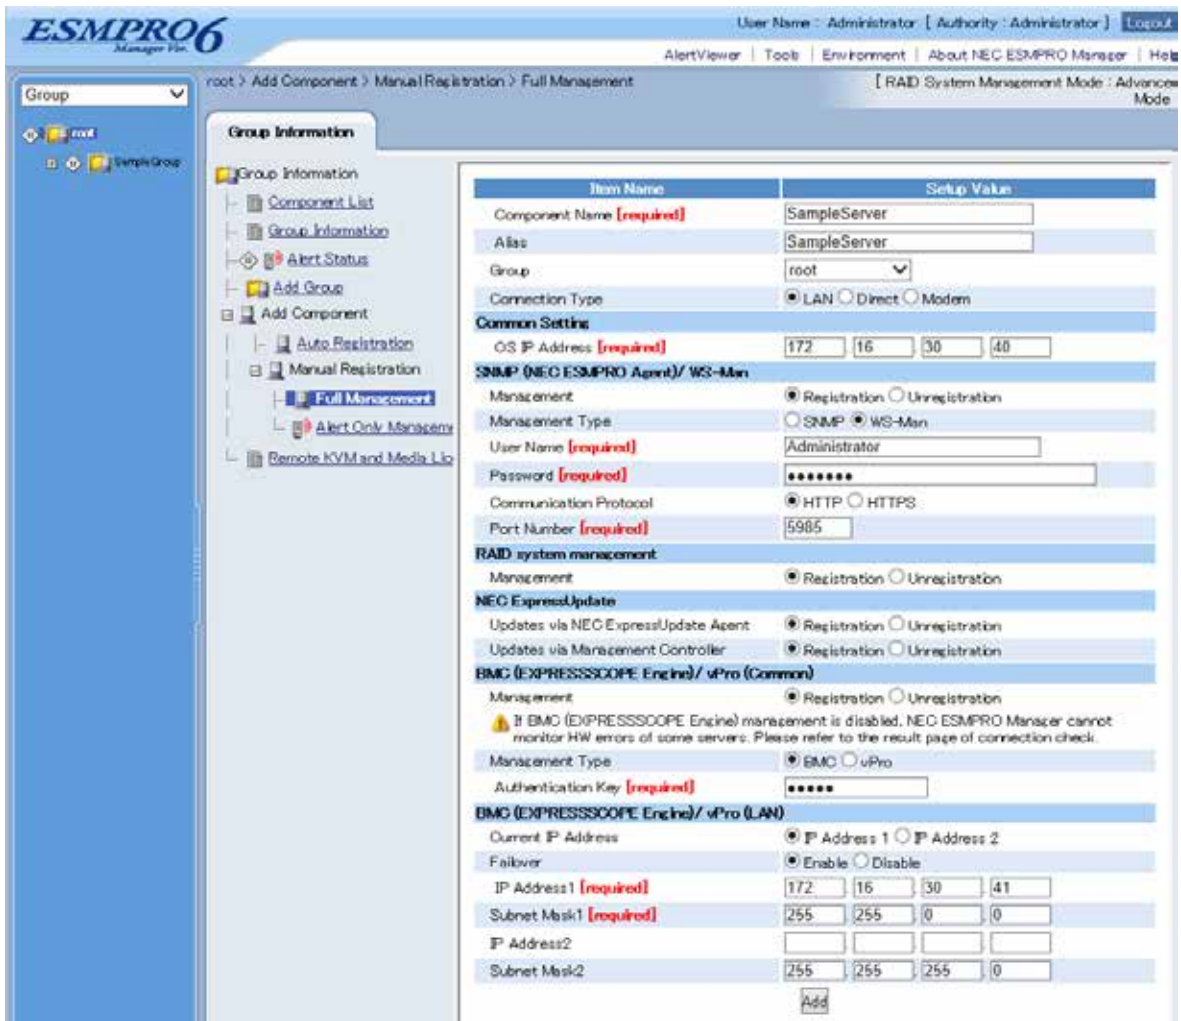 ESMPRO6
Manager Ver.
User Name : Administrator [ Authority : Administrator ] Logout
AlertViewer | Tools | Environment | About NEC ESMPRO Manager | Help
root > Add Component > Manual Registration > Full Management
[ RAID System Management Mode : Advanced
Mode
Group
root
SampleGroup
Group Information
Group Information
Component List
Group Information
Alert Status
Add Group
Add Component
Auto Registration
Manual Registration
Full Management
Alert Only Managem
Remote KVM and Media Lic
Item Name Setup Value
Component Name [required] SampleServer
Alias SampleServer
Group root
Connection Type LAN Direct Modem
Common Setting
OS IP Address [required] 172 . 16 . 30 . 40
SNMP (NEC ESMPRO Agent)/ WS-Man
Management Registration Unregistration
Management Type SNMP WS-Man
User Name [required] Administrator
Password [required] •••••••
Communication Protocol HTTP HTTPS
Port Number [required] 5985
RAID system management
Management Registration Unregistration
NEC ExpressUpdate
Updates via NEC ExpressUpdate Agent Registration Unregistration
Updates via Management Controller Registration Unregistration
BMC (EXPRESSSCOPE Engine)/ vPro (Common)
Management Registration Unregistration
If BMC (EXPRESSSCOPE Engine) management is disabled, NEC ESMPRO Manager cannot
monitor HW errors of some servers. Please refer to the result page of connection check.
Management Type BMC vPro
Authentication Key [required] •••••
BMC (EXPRESSSCOPE Engine)/ vPro (LAN)
Current IP Address IP Address 1 IP Address 2
Failover Enable Disable
IP Address1 [required] 172 . 16 . 30 . 41
Subnet Mask1 [required] 255 . 255 . 0 . 0
IP Address2
Subnet Mask2 255 . 255 . 255 . 0
Add